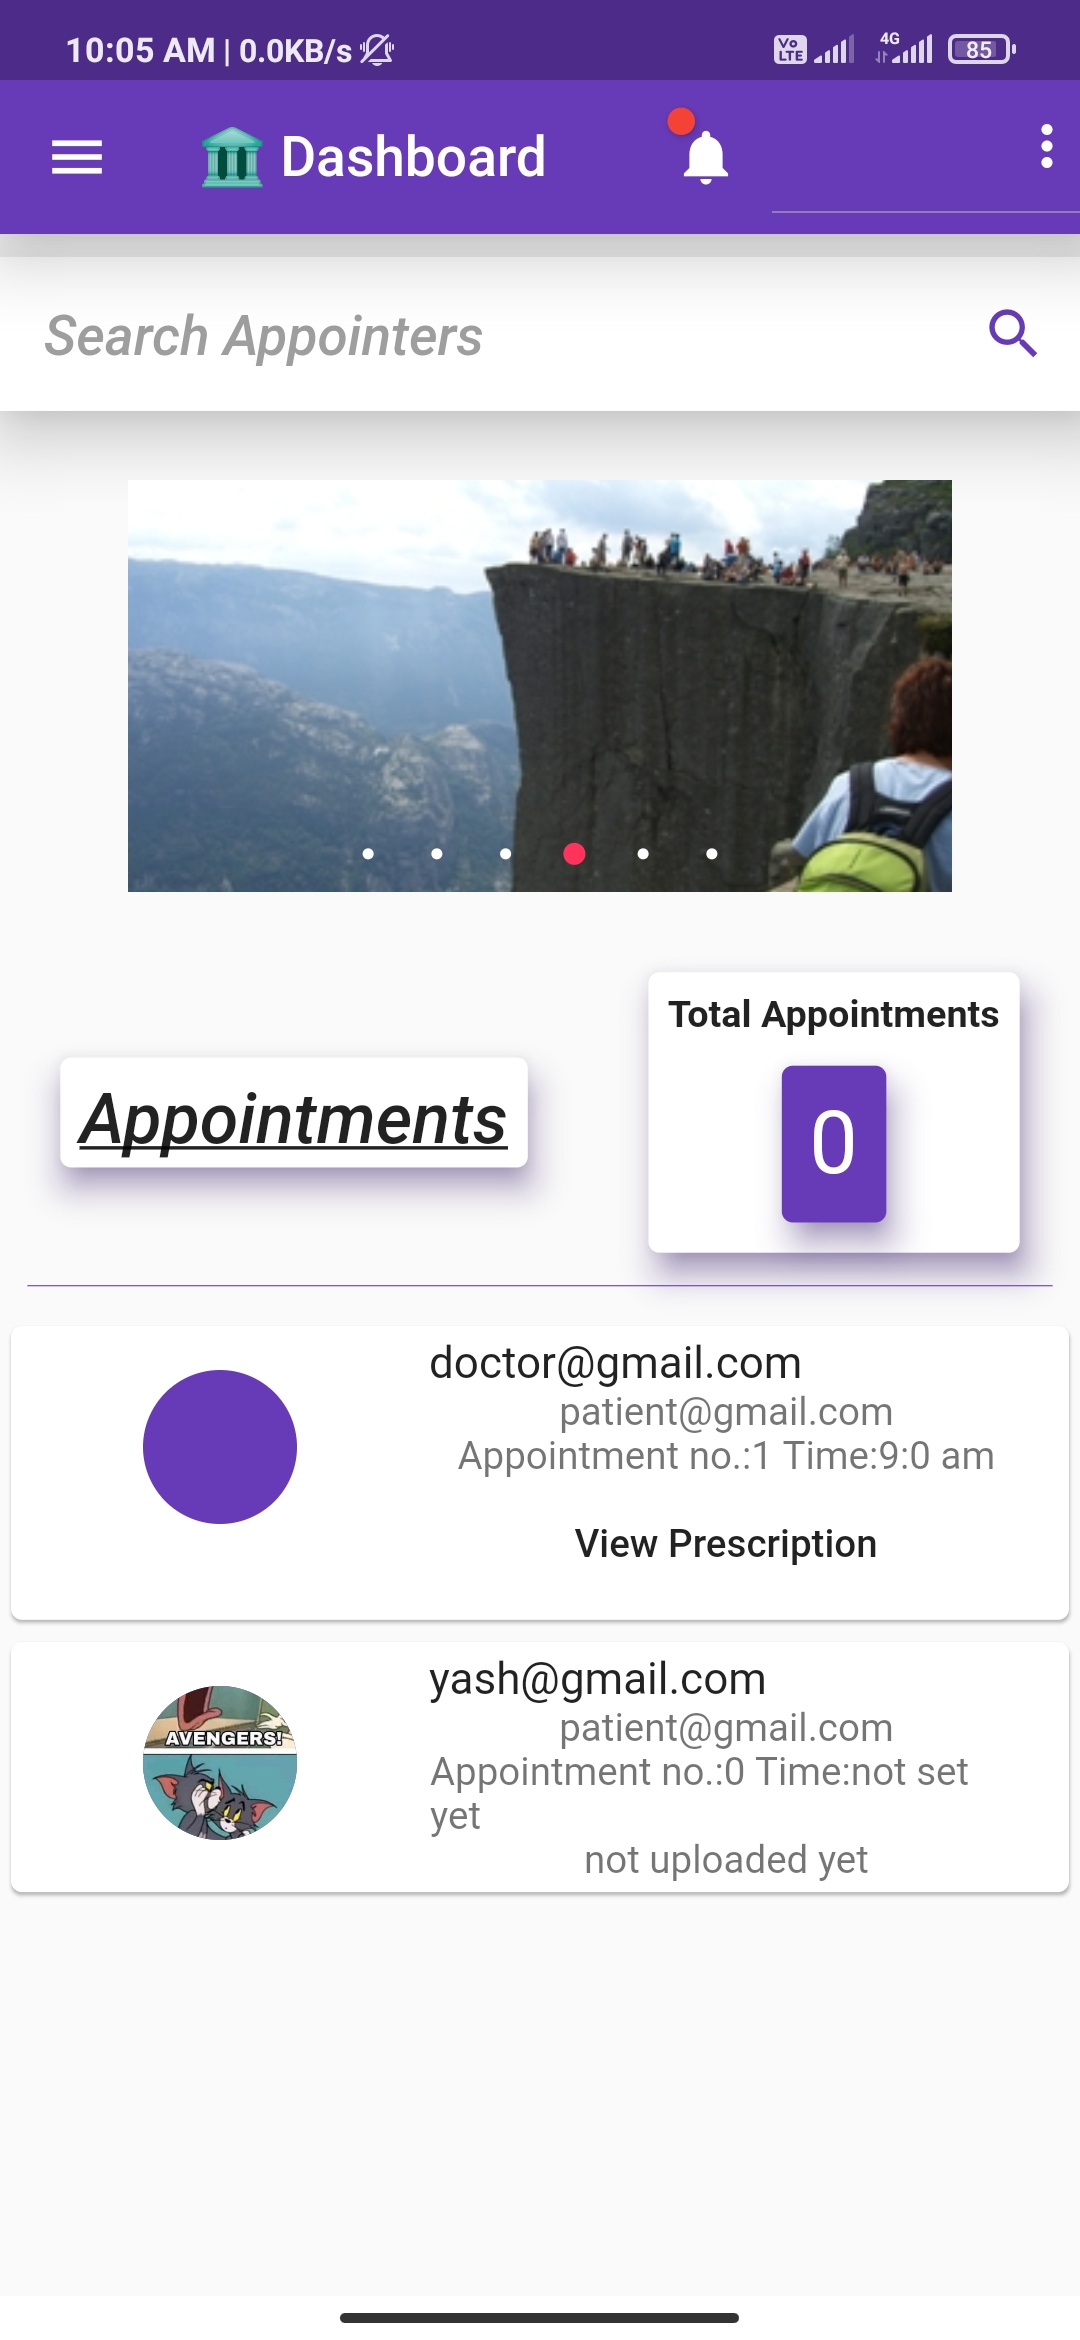 10:05 AM | 0.0KB/s
Vo LTE
4G
85
Dashboard
Search Appointers
Total Appointments
0
Appointments
doctor@gmail.com
patient@gmail.com
Appointment no.:1 Time:9:0 am
View Prescription
AVENGERS!
yash@gmail.com
patient@gmail.com
Appointment no.:0 Time:not set
yet
not uploaded yet